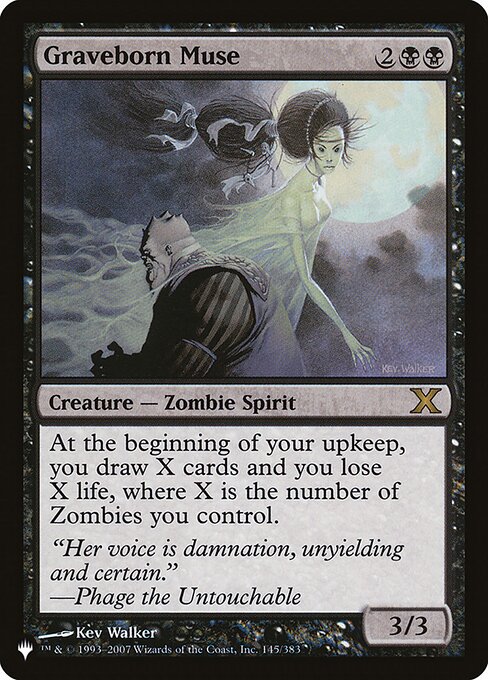 Graveborn Muse 2
KEV WALKER
Creature — Zombie Spirit X
At the beginning of your upkeep,
you draw X cards and you lose
X life, where X is the number of
Zombies you control.
“Her voice is damnation, unyielding
and certain.”
—Phage the Untouchable
Kev Walker
3/3
™ & © 1993–2007 Wizards of the Coast, Inc. 145/383